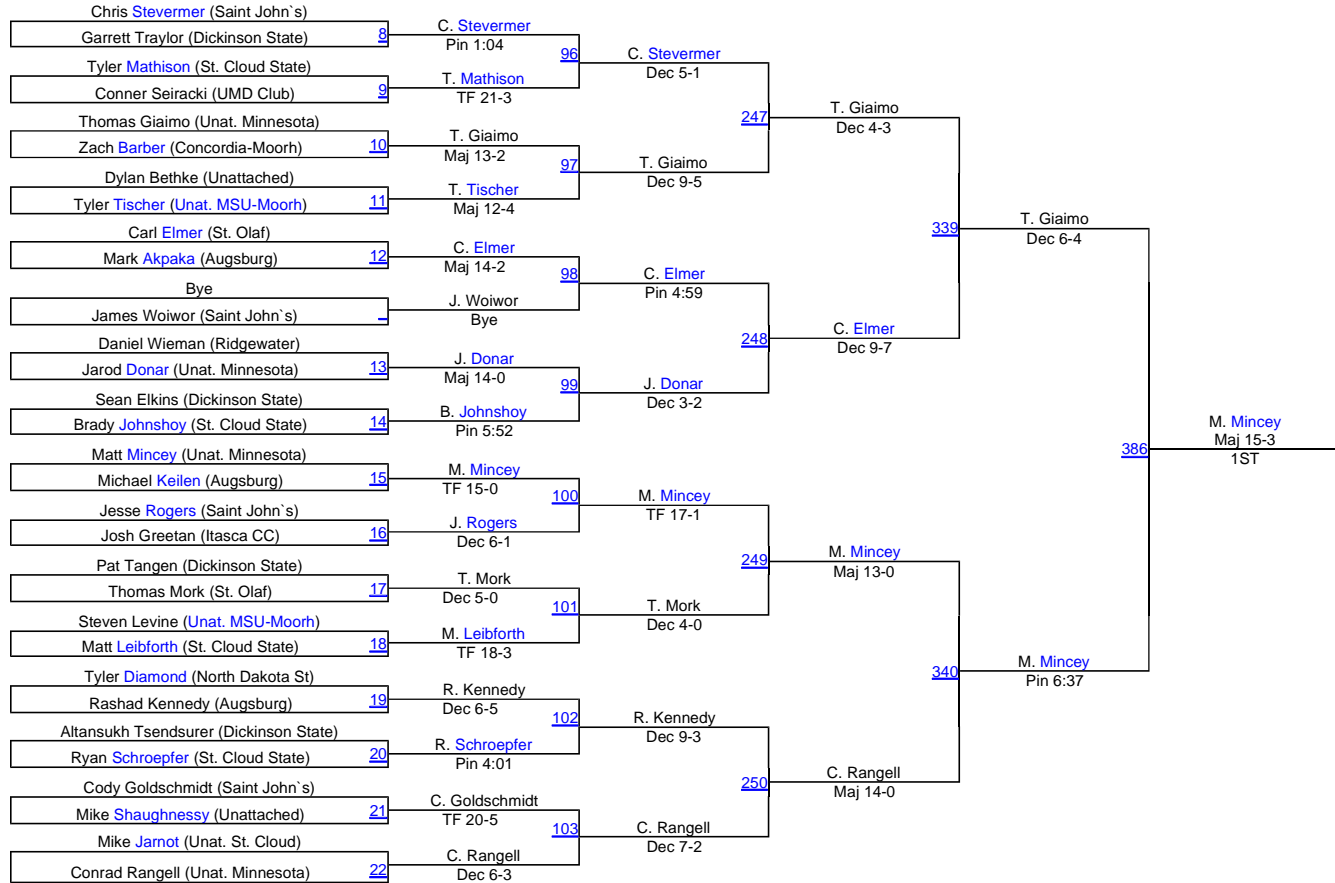 Chris Stevermer (Saint John`s)
Garrett Traylor (Dickinson State)
8
Tyler Mathison (St. Cloud State)
Conner Seiracki (UMD Club)
9
Thomas Giaimo (Unat. Minnesota)
Zach Barber (Concordia-Moorh)
10
Dylan Bethke (Unattached)
Tyler Tischer (Unat. MSU-Moorh)
11
Carl Elmer (St. Olaf)
Mark Akpaka (Augsburg)
12
Bye
James Woiwor (Saint John`s)
Daniel Wieman (Ridgewater)
Jarod Donar (Unat. Minnesota)
13
Sean Elkins (Dickinson State)
Brady Johnshoy (St. Cloud State)
14
Matt Mincey (Unat. Minnesota)
Michael Keilen (Augsburg)
15
Jesse Rogers (Saint John`s)
Josh Greetan (Itasca CC)
16
Pat Tangen (Dickinson State)
Thomas Mork (St. Olaf)
17
Steven Levine (Unat. MSU-Moorh)
Matt Leibforth (St. Cloud State)
18
Tyler Diamond (North Dakota St)
Rashad Kennedy (Augsburg)
19
Altansukh Tsendsurer (Dickinson State)
Ryan Schroepfer (St. Cloud State)
20
Cody Goldschmidt (Saint John`s)
Mike Shaughnessy (Unattached)
21
Mike Jarnot (Unat. St. Cloud)
Conrad Rangell (Unat. Minnesota)
22
C. Stevermer
Pin 1:04
96
T. Mathison
TF 21-3
T. Giaimo
Maj 13-2
97
T. Tischer
Maj 12-4
C. Elmer
Maj 14-2
98
J. Woiwor
Bye
J. Donar
Maj 14-0
99
B. Johnshoy
Pin 5:52
M. Mincey
TF 15-0
100
J. Rogers
Dec 6-1
T. Mork
Dec 5-0
101
M. Leibforth
TF 18-3
R. Kennedy
Dec 6-5
102
R. Schroepfer
Pin 4:01
C. Goldschmidt
TF 20-5
103
C. Rangell
Dec 6-3
C. Stevermer
Dec 5-1
247
T. Giaimo
Dec 9-5
C. Elmer
Pin 4:59
248
J. Donar
Dec 3-2
M. Mincey
TF 17-1
249
T. Mork
Dec 4-0
R. Kennedy
Dec 9-3
250
C. Rangell
Dec 7-2
T. Giaimo
Dec 4-3
339
C. Elmer
Dec 9-7
M. Mincey
Maj 13-0
340
C. Rangell
Maj 14-0
T. Giaimo
Dec 6-4
386
M. Mincey
Pin 6:37
M. Mincey
Maj 15-3
1ST